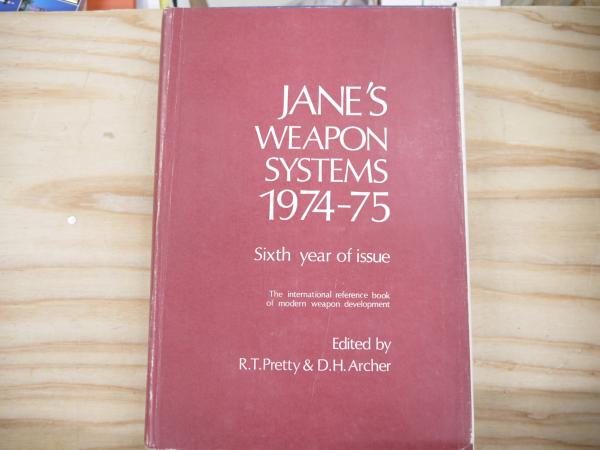 JANE'S
WEAPON
SYSTEMS
1974-75
Sixth year of issue
The international reference book
of modern weapon development
Edited by
R.T.Pretty & D.H.Archer